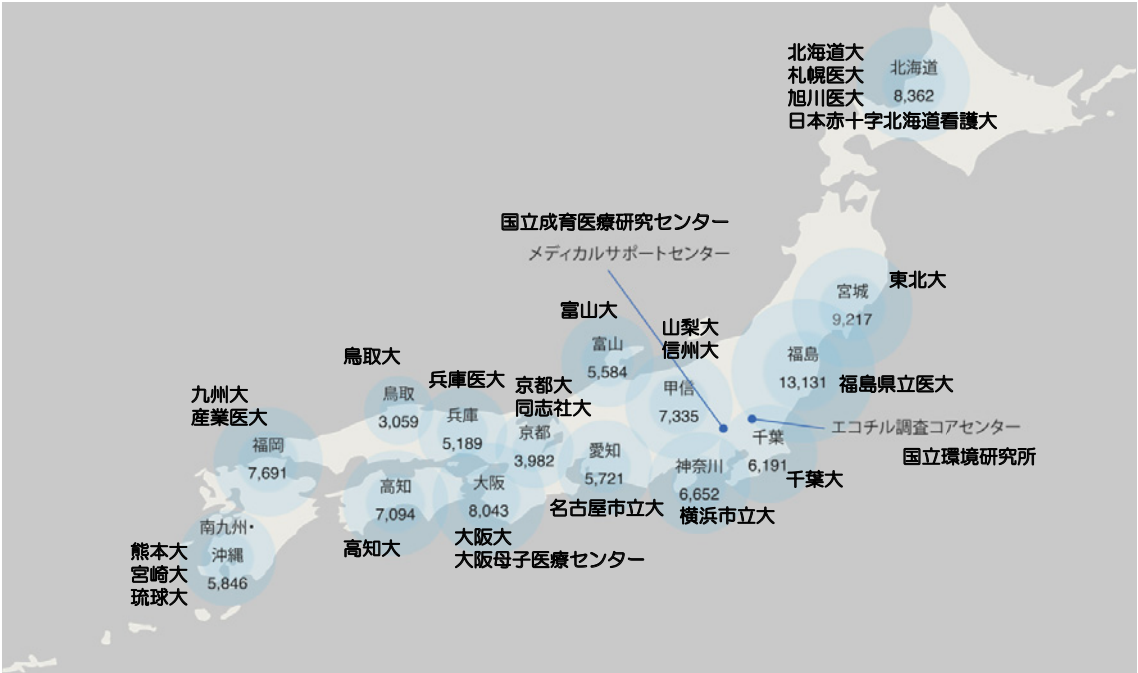 北海道大
札幌医大
旭川医大
日本赤十字北海道看護大
北海道
8,362
国立成育医療研究センター
メディカルサポートセンター
東北大
宮城
9,217
富山大
富山
5,584
山梨大
信州大
甲信
7,335
福島
13,131
福島県立医大
鳥取大
鳥取
3,059
兵庫医大
兵庫
5,189
京都大
同志社大
京都
3,982
九州大
産業医大
福岡
7,691
愛知
5,721
名古屋市立大
神奈川
6,652
横浜市立大
千葉
6,191
千葉大
エコチル調査コアセンター
国立環境研究所
高知
7,094
高知大
大阪
8,043
大阪大
大阪母子医療センター
南九州・
沖縄
5,846
熊本大
宮崎大
琉球大